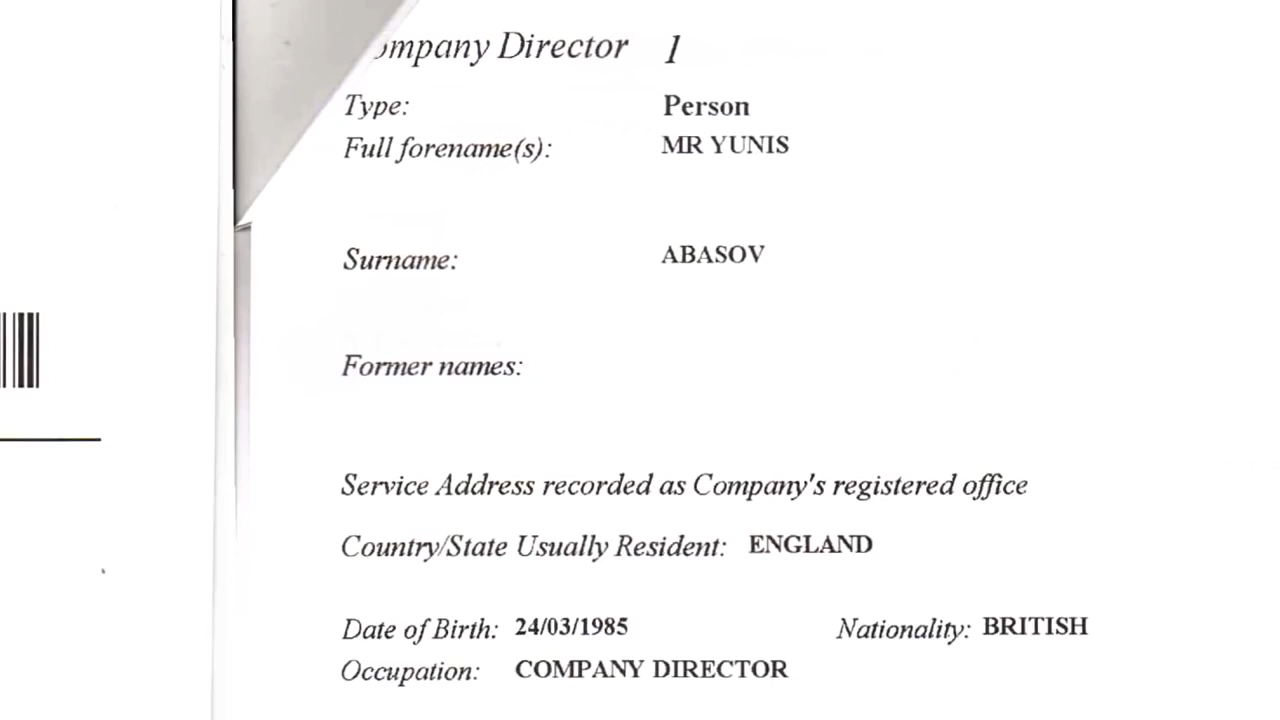 ompany Director 1
Type: Person
Full forename(s): MR YUNIS
Surname: ABASOV
Former names:
Service Address recorded as Company's registered office
Country/State Usually Resident: ENGLAND
Date of Birth: 24/03/1985 Nationality: BRITISH
Occupation: COMPANY DIRECTOR